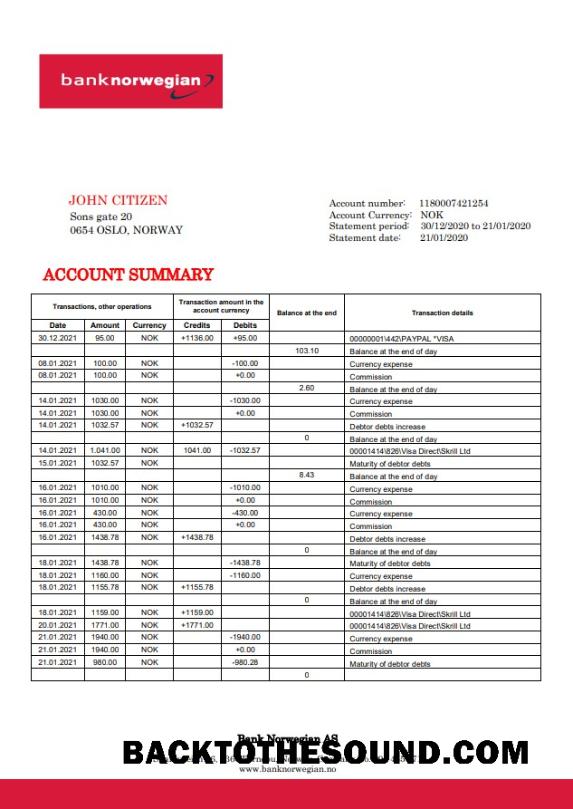 banknorwegian
JOHN CITIZEN
Sons gate 20
0654 OSLO, NORWAY
Account number: 1180007421254
Account Currency: NOK
Statement period: 30/12/2020 to 21/01/2020
Statement date: 21/01/2020
ACCOUNT SUMMARY
Transactions, other operations Transaction amount in the account currency Balance at the end Transaction details
Date Amount Currency Credits Debits
30.12.2021 95.00 NOK +1136.00 +95.00 00000001\442\PAYPAL *VISA
103.10 Balance at the end of day
08.01.2021 100.00 NOK -100.00 Currency expense
08.01.2021 100.00 NOK +0.00 Commission
2.60 Balance at the end of day
14.01.2021 1030.00 NOK -1030.00 Currency expense
14.01.2021 1030.00 NOK +0.00 Commission
14.01.2021 1032.57 NOK +1032.57 Debtor debts increase
0 Balance at the end of day
14.01.2021 1.041.00 NOK 1041.00 -1032.57 00001414\826\Visa Direct\Skrill Ltd
15.01.2021 1032.57 NOK Maturity of debtor debts
8.43 Balance at the end of day
16.01.2021 1010.00 NOK -1010.00 Currency expense
16.01.2021 1010.00 NOK +0.00 Commission
16.01.2021 430.00 NOK -430.00 Currency expense
16.01.2021 430.00 NOK +0.00 Commission
16.01.2021 1438.78 NOK +1438.78 Debtor debts increase
0 Balance at the end of day
18.01.2021 1438.78 NOK -1438.78 Maturity of debtor debts
18.01.2021 1160.00 NOK -1160.00 Currency expense
18.01.2021 1155.78 NOK +1155.78 Debtor debts increase
0 Balance at the end of day
18.01.2021 1159.00 NOK +1159.00 00001414\826\Visa Direct\Skrill Ltd
20.01.2021 1771.00 NOK +1771.00 00001414\826\Visa Direct\Skrill Ltd
21.01.2021 1940.00 NOK -1940.00 Currency expense
21.01.2021 1940.00 NOK +0.00 Commission
21.01.2021 980.00 NOK -980.28 Maturity of debtor debts
0
Bank Norwegian AS
BACKTOTHESOUND.COM
www.banknorwegian.no